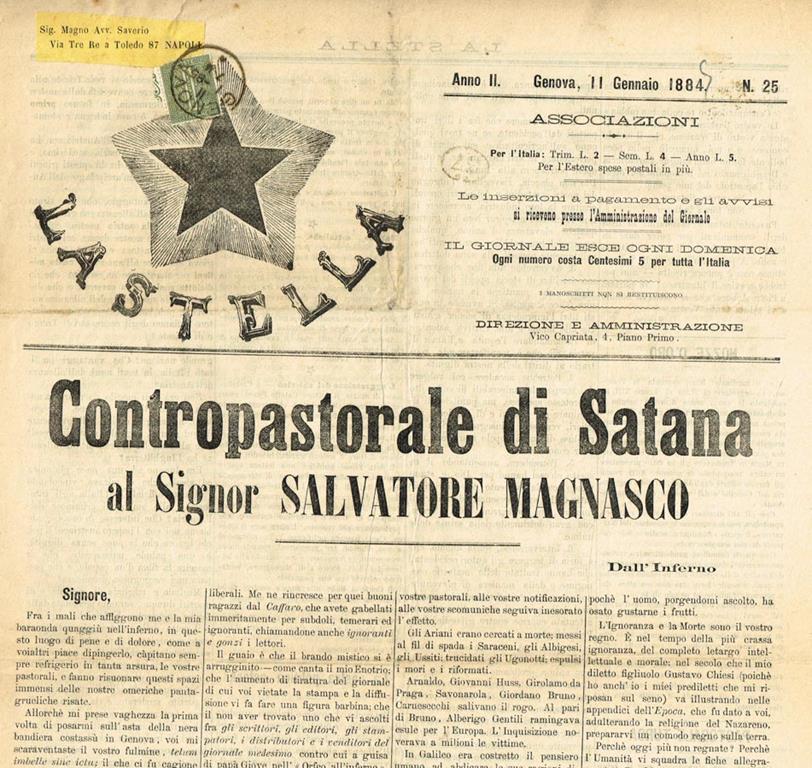 Sig. Magno Avv. Saverio
Via Tre Re a Toledo 87 NAPOLI
LA STELLA
Anno II. Genova, 11 Gennaio 1884 N. 25
ASSOCIAZIONI
Per l'Italia: Trim. L. 2 — Sem. L. 4 — Anno L. 5.
Per l'Estero spese postali in più.
Le inserzioni a pagamento e gli avvisi
si ricevono presso l'Amministrazione del Giornale
IL GIORNALE ESCE OGNI DOMENICA
Ogni numero costa Centesimi 5 per tutta l'Italia
I MANOSCRITTI NON SI RESTITUISCONO
DIREZIONE E AMMINISTRAZIONE
Vico Capriata, 4, Piano Primo.
Contropastorale di Satana
al Signor SALVATORE MAGNASCO
Dall'Inferno
Signore,
Fra i mali che affliggono me e la mia
baraonda quaggiù nell'inferno, in que-
sto luogo di pene e di dolore, come a
voialtri piace dipingerlo, càpitano sem-
pre refrigerio in tanta arsura, le vostre
pastorali, e fanno risuonare questi spazi
immensi delle nostre omeriche panta-
grueliche risate.
Allorchè mi prese vaghezza la prima
volta di posarmi sull'asta della nera
bandiera costassù in Genova, voi mi
scaraventaste il vostro fulmine, telum
imbelle sine ictu; il che ci fu cagione
liberali. Me ne rincresce per quei buoni
ragazzi dal Caffaro, che avete gabellati
immeritamente per subdoli, temerari ed
ignoranti, chiamandone anche ignoranti
e gonzi i lettori.
Il guaio è che il brando mistico si è
arrugginito — come canta il mio Enotrio,
che l'aumento di tiratura del giornale
di cui voi vietate la stampa e la diffu-
sione vi fa fare una figura barbina; che
il non aver trovato uno che vi ascolti
fra gli scrittori, gli editori, gli stam-
patori, i distributori e i venditori del
giornale medesimo contro cui a guisa
di papà Giove nell'« Orfeo all'inferno »
vostre pastorali, alle vostre notificazioni,
alle vostre scomuniche seguiva inesorato
l'effetto.
Gli Ariani erano cercati a morte; messi
al fil di spada i Saraceni, gli Albigesi,
gli Ussiti; trucidati gli Ugonotti; espulsi
i mori e i riformati.
Arnaldo, Giovanni Huss, Girolamo da
Praga, Savonarola, Giordano Bruno,
Carnesecchi salivano il rogo. Al pari
di Bruno, Alberigo Gentili ramingava
esule per l'Europa. L'Inquisizione no-
verava a milioni le vittime.
In Galileo era costretto il pensiero
umano, ad abdicare le sue ragioni di
pochè l'uomo, porgendomi ascolto, ha
osato gustarne i frutti.
L'Ignoranza e la Morte sono il vostro
regno. È nel tempo della più crassa
ignoranza, del completo letargo intel-
lettuale e morale; nel secolo che il mio
diletto figliuolo Gustavo Chiesi (poichè
ho anch'io i miei prediletti che mi ri-
posan sul seno) va illustrando nelle
appendici dell'Epoca, che fu dato a voi,
adulterando la religione del Nazareno,
prepararvi un comodo regno sulla terra.
Perchè oggi più non regnate? Perchè
l'Umanità vi squadra le fiche allegra-